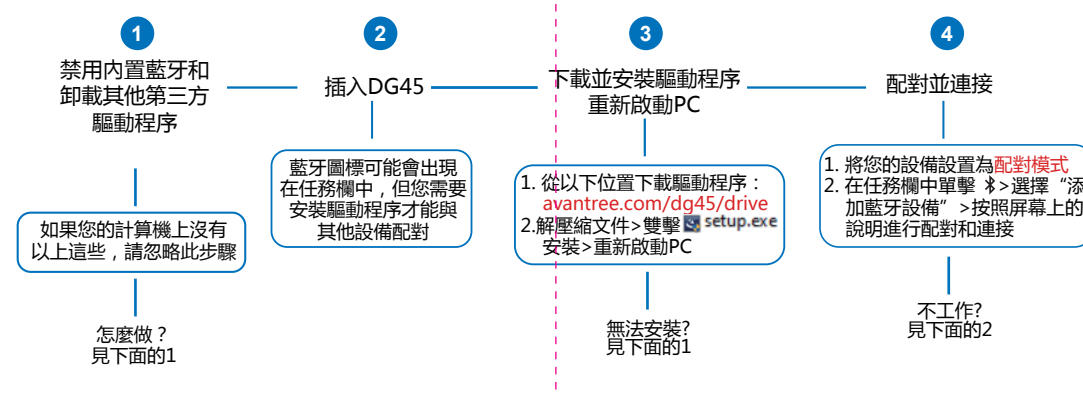 1
禁用內置藍牙和
卸載其他第三方
驅動程序
如果您的計算機上沒有
以上這些，請忽略此步驟
怎麼做？
見下面的1
2
插入DG45
藍牙圖標可能會出現
在任務欄中，但您需要
安裝驅動程序才能與
其他設備配對
3
下載並安裝驅動程序
重新啟動PC
1. 從以下位置下載驅動程序：
avantree.com/dg45/drive
2.解壓縮文件>雙擊 setup.exe
安裝>重新啟動PC
無法安裝?
見下面的1
4
配對並連接
1. 將您的設備設置為配對模式
2. 在任務欄中單擊 >選擇“添
加藍牙設備”>按照屏幕上的
說明進行配對和連接
不工作?
見下面的2